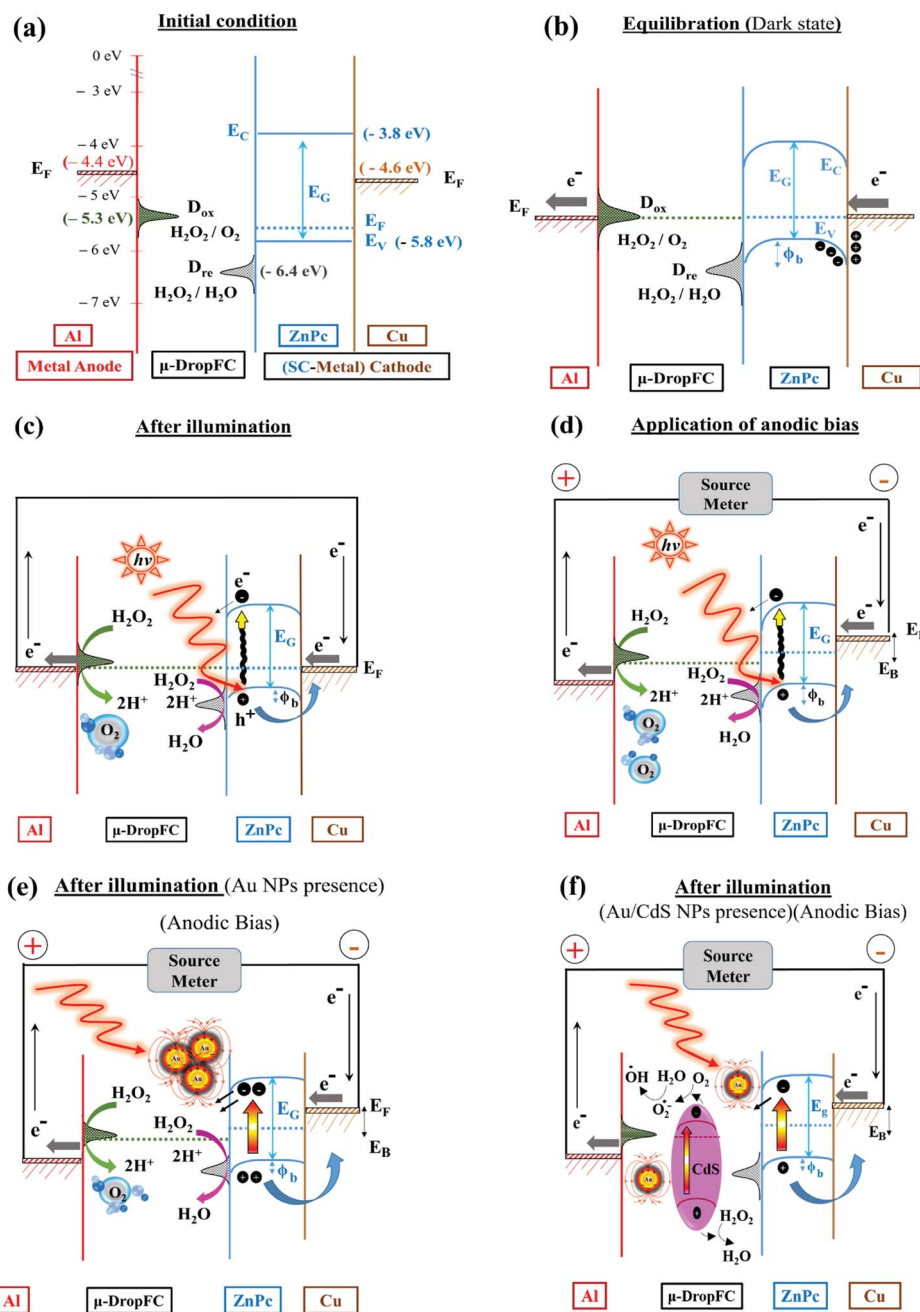 (a)
Initial condition
0 eV
− 3 eV
−4 eV
−5 eV
−6 eV
−7 eV
E_F
(− 4.4 eV)
(− 5.3 eV)
D_ox
H₂O₂ / O₂
D_re
H₂O₂ / H₂O
(- 6.4 eV)
E_C
(- 3.8 eV)
E_G
E_F
E_V (- 5.8 eV)
(- 4.6 eV)
E_F
Al
ZnPc
Cu
Metal Anode
μ-DropFC
(SC-Metal) Cathode
(b)
Equilibration (Dark state)
e⁻
E_F
D_ox
H₂O₂ / O₂
D_re
H₂O₂ / H₂O
E_G
E_C
E_V
ϕ_b
e⁻
Al
μ-DropFC
ZnPc
Cu
(c)
After illumination
hν
e⁻
e⁻
H₂O₂
E_G
e⁻
e⁻
E_F
H₂O₂
2H⁺
2H⁺
ϕ_b
h⁺
O₂
H₂O
Al
μ-DropFC
ZnPc
Cu
(d)
Application of anodic bias
+
Source
Meter
-
hν
e⁻
H₂O₂
E_G
e⁻
e⁻
E_B
H₂O₂
2H⁺
2H⁺
ϕ_b
O₂
H₂O
O₂
Al
μ-DropFC
ZnPc
Cu
(e)
After illumination (Au NPs presence)
(Anodic Bias)
+
Source
Meter
-
e⁻
Au
Au
Au
H₂O₂
e⁻
E_G
E_F
H₂O₂
e⁻
E_B
2H⁺
2H⁺
ϕ_b
O₂
H₂O
Al
μ-DropFC
ZnPc
Cu
(f)
After illumination
(Au/CdS NPs presence)(Anodic Bias)
+
Source
Meter
-
e⁻
ȮH
H₂O
O₂
O₂•⁻
Au
e⁻
E_g
E_F
e⁻
E_B
CdS
Au
ϕ_b
H₂O₂
H₂O
Al
μ-DropFC
ZnPc
Cu